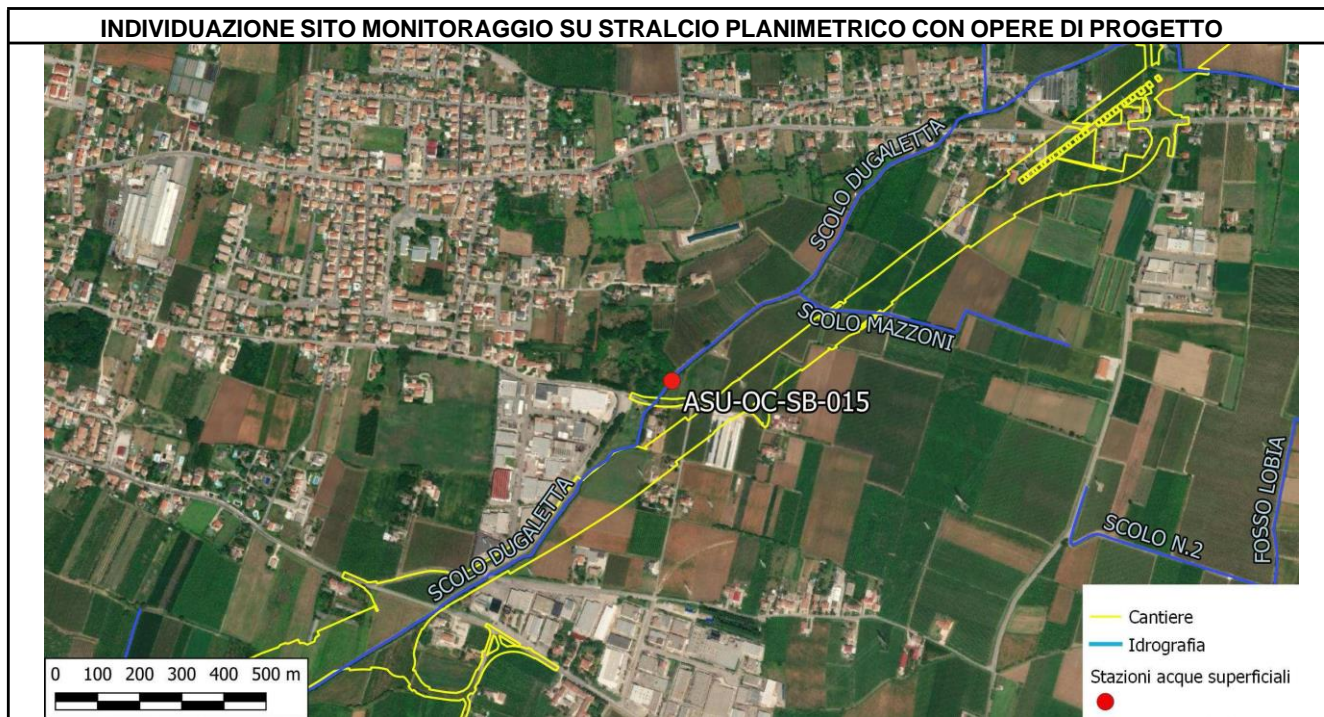 INDIVIDUAZIONE SITO MONITORAGGIO SU STRALCIO PLANIMETRICO CON OPERE DI PROGETTO
SCOLO DUGALETTA
SCOLO MAZZONI
ASU-OC-SB-015
SCOLO DUGALETTA
SCOLO N.2
FOSSO LOBIA
0 100 200 300 400 500 m
Cantiere
Idrografia
Stazioni acque superficiali